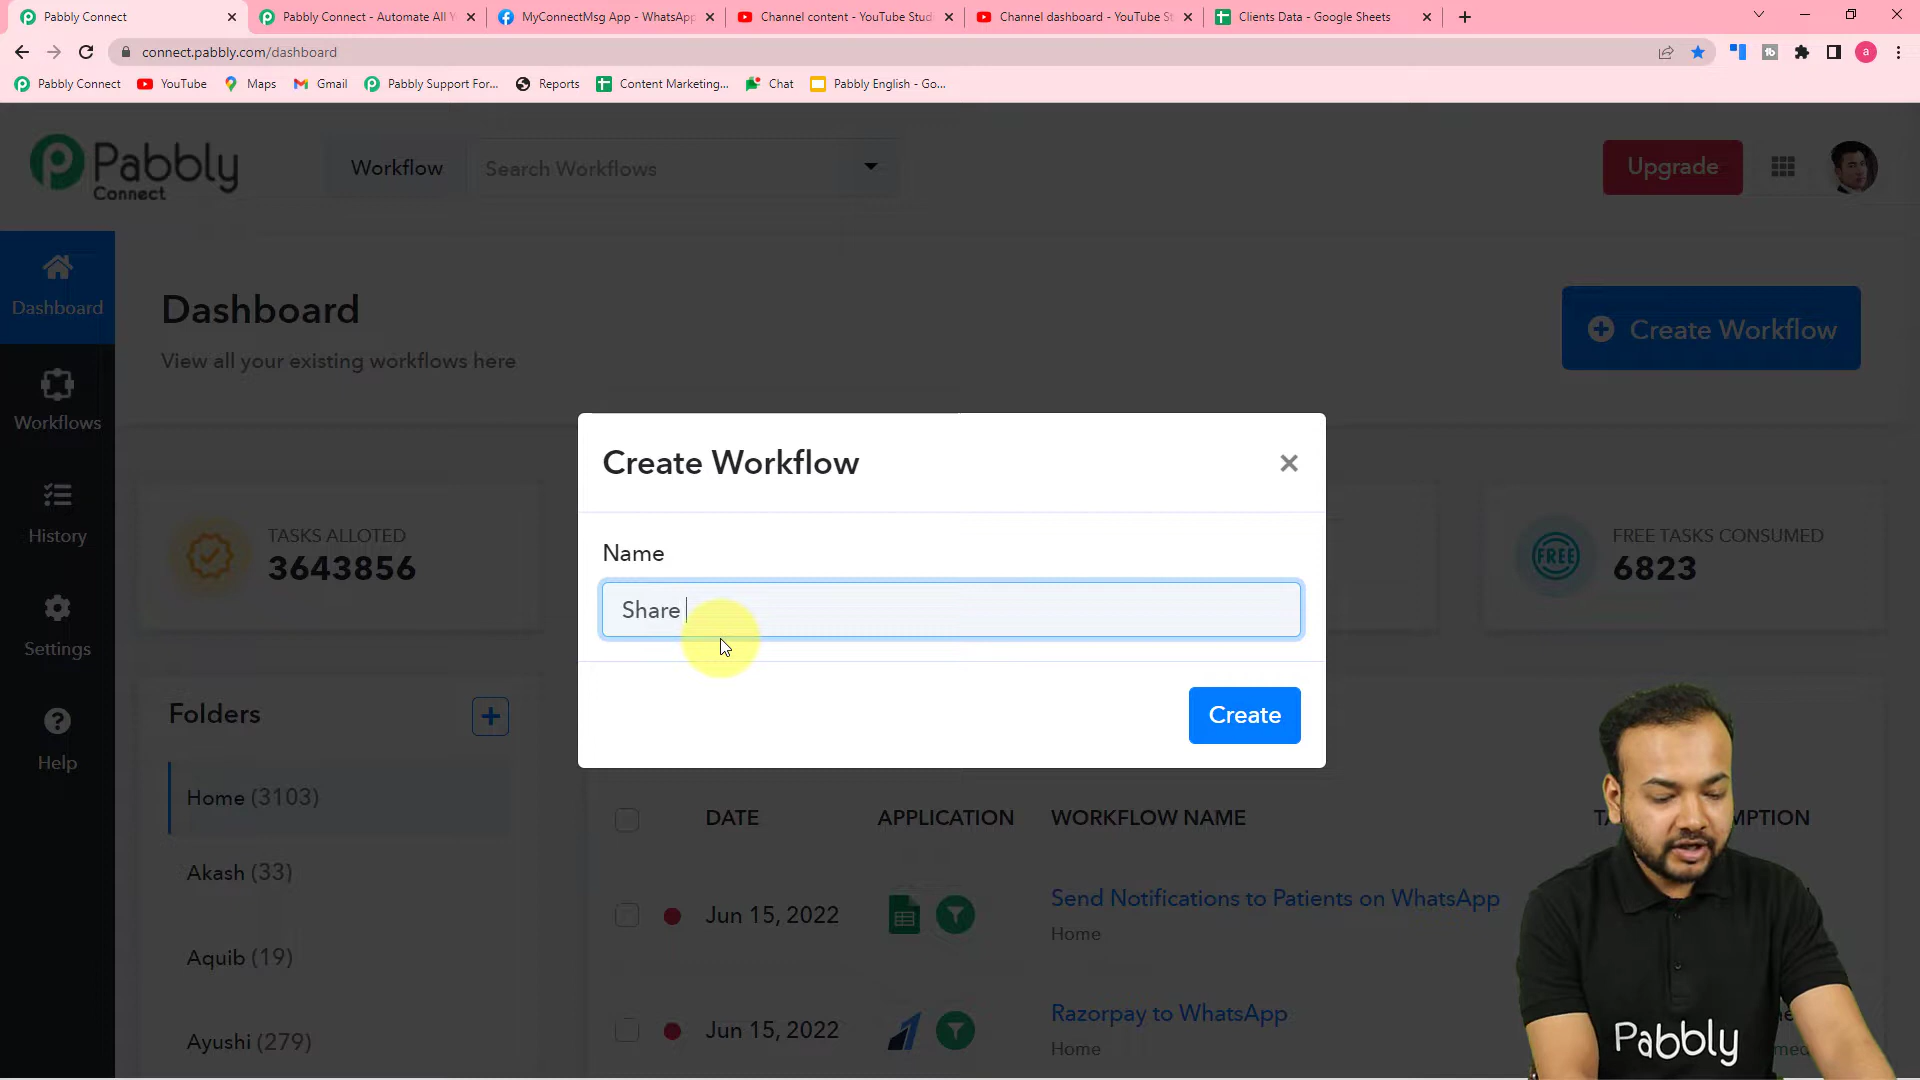 Pabbly Connect
Pabbly Connect - Automate All Y
MyConnectMsg App - WhatsApp
Channel content - YouTube Stud
Channel dashboard - YouTube St
Clients Data - Google Sheets
connect.pabbly.com/dashboard
a
Pabbly Connect
YouTube
Maps
Gmail
Pabbly Support For...
Reports
Content Marketing...
Chat
Pabbly English - Go...
Pabbly
Connect
Workflow
Search Workflows
Upgrade
Dashboard
Workflows
History
Settings
Help
Dashboard
View all your existing workflows here
Create Workflow
TASKS ALLOTED
3643856
FREE
FREE TASKS CONSUMED
6823
Create Workflow
Name
Share
Create
Folders
Home (3103)
Akash (33)
Aquib (19)
Ayushi (279)
DATE
APPLICATION
WORKFLOW NAME
Jun 15, 2022
Send Notifications to Patients on WhatsApp
Home
Jun 15, 2022
Razorpay to WhatsApp
Home
Pabbly